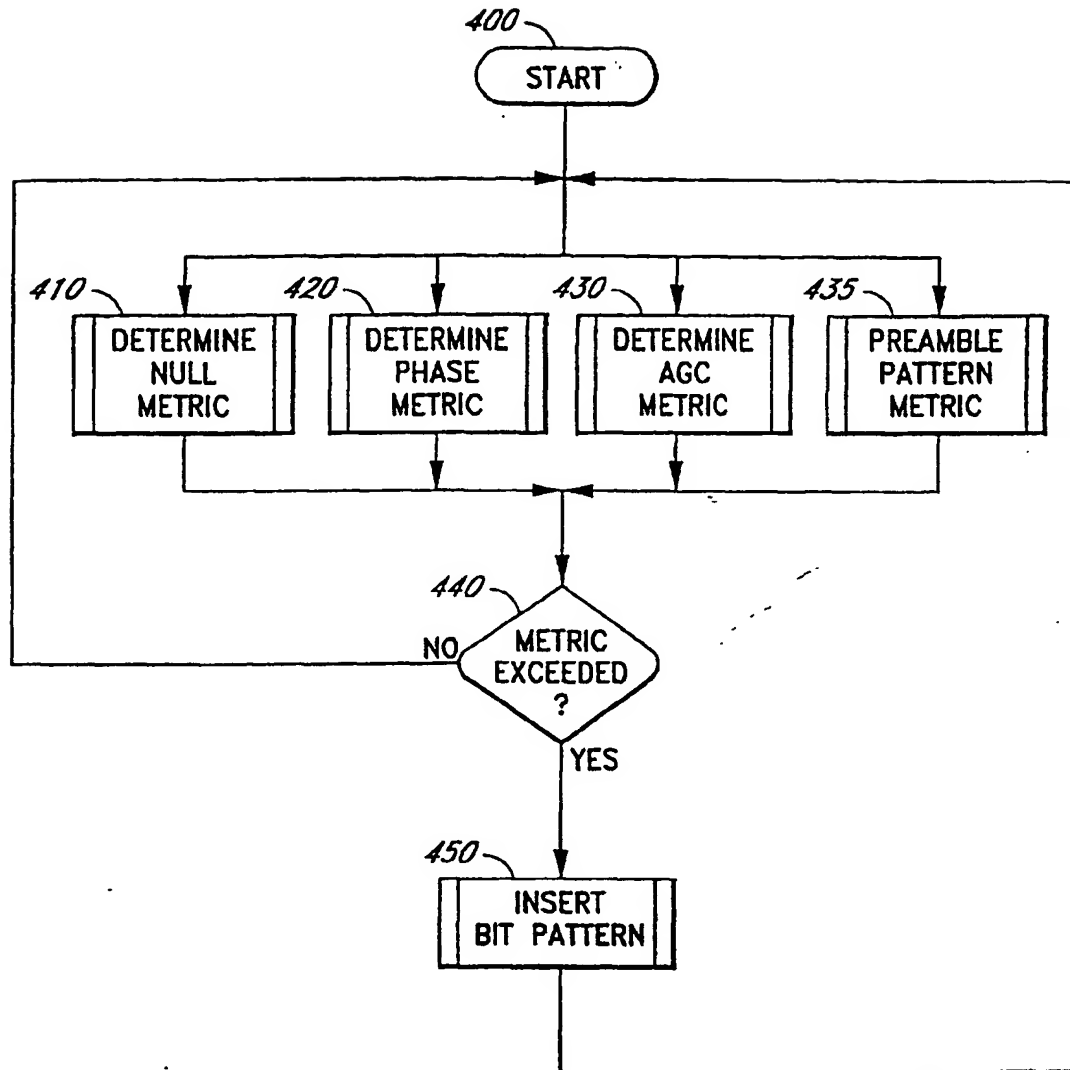 400
START
410
DETERMINE
NULL
METRIC
420
DETERMINE
PHASE
METRIC
430
DETERMINE
AGC
METRIC
435
PREAMBLE
PATTERN
METRIC
440
METRIC
EXCEEDED
?
NO
YES
450
INSERT
BIT PATTERN